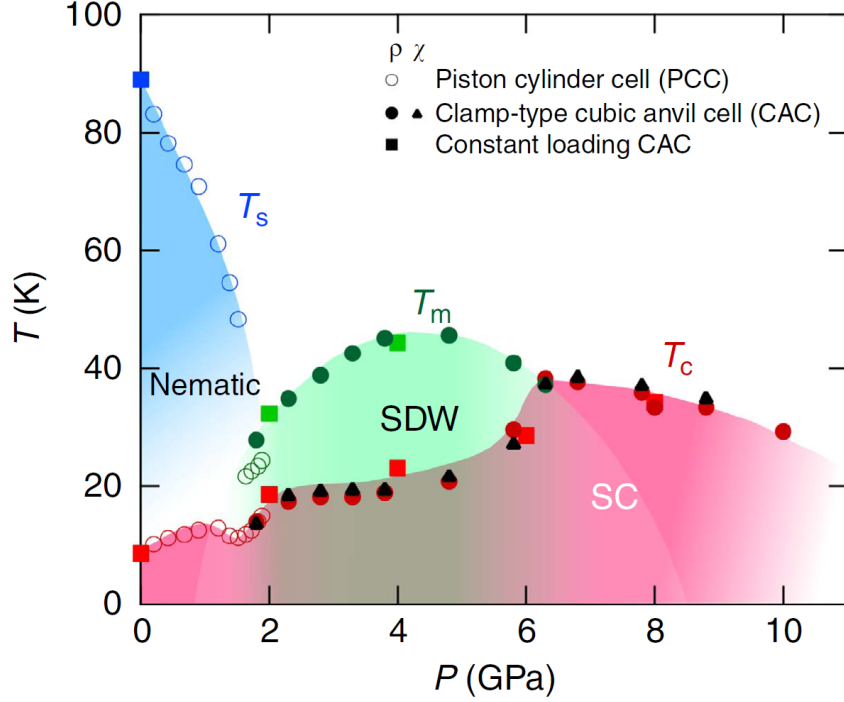 100
80
60
40
20
0
T (K)
ρ χ
Piston cylinder cell (PCC)
Clamp-type cubic anvil cell (CAC)
Constant loading CAC
Ts
Tm
Tc
Nematic
SDW
SC
0 2 4 6 8 10
P (GPa)